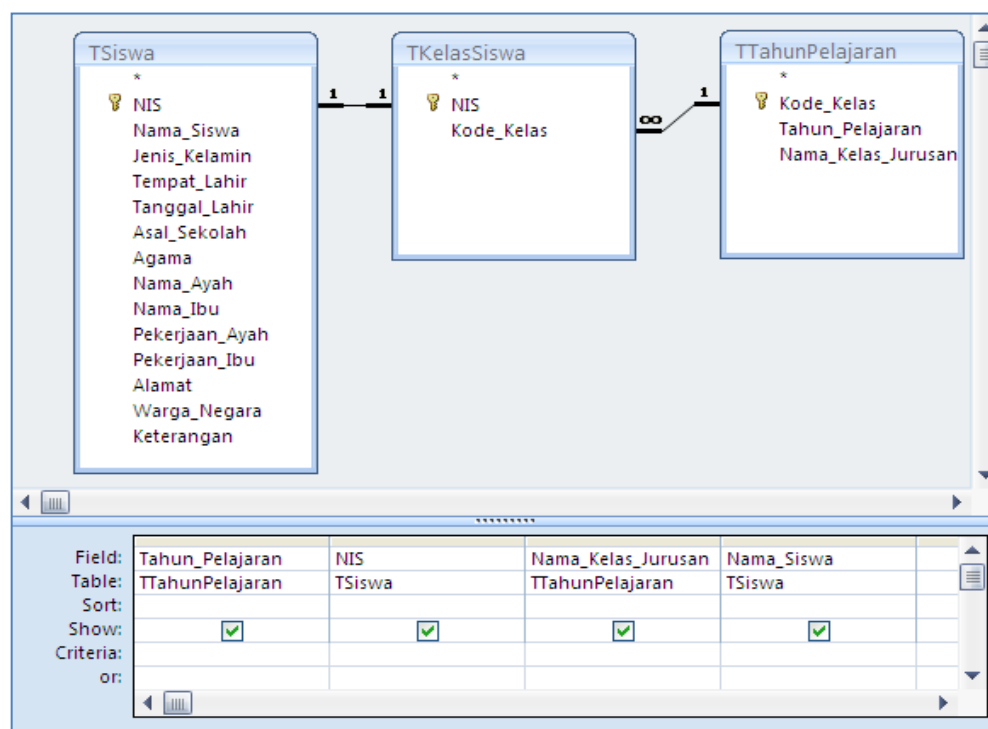 TSiswa
*
NIS
Nama_Siswa
Jenis_Kelamin
Tempat_Lahir
Tanggal_Lahir
Asal_Sekolah
Agama
Nama_Ayah
Nama_Ibu
Pekerjaan_Ayah
Pekerjaan_Ibu
Alamat
Warga_Negara
Keterangan
1 1
TKelasSiswa
*
NIS
Kode_Kelas
∞ 1
TTahunPelajaran
*
Kode_Kelas
Tahun_Pelajaran
Nama_Kelas_Jurusan
Field: Tahun_Pelajaran NIS Nama_Kelas_Jurusan Nama_Siswa
Table: TTahunPelajaran TSiswa TTahunPelajaran TSiswa
Sort:
Show:
Criteria:
or: